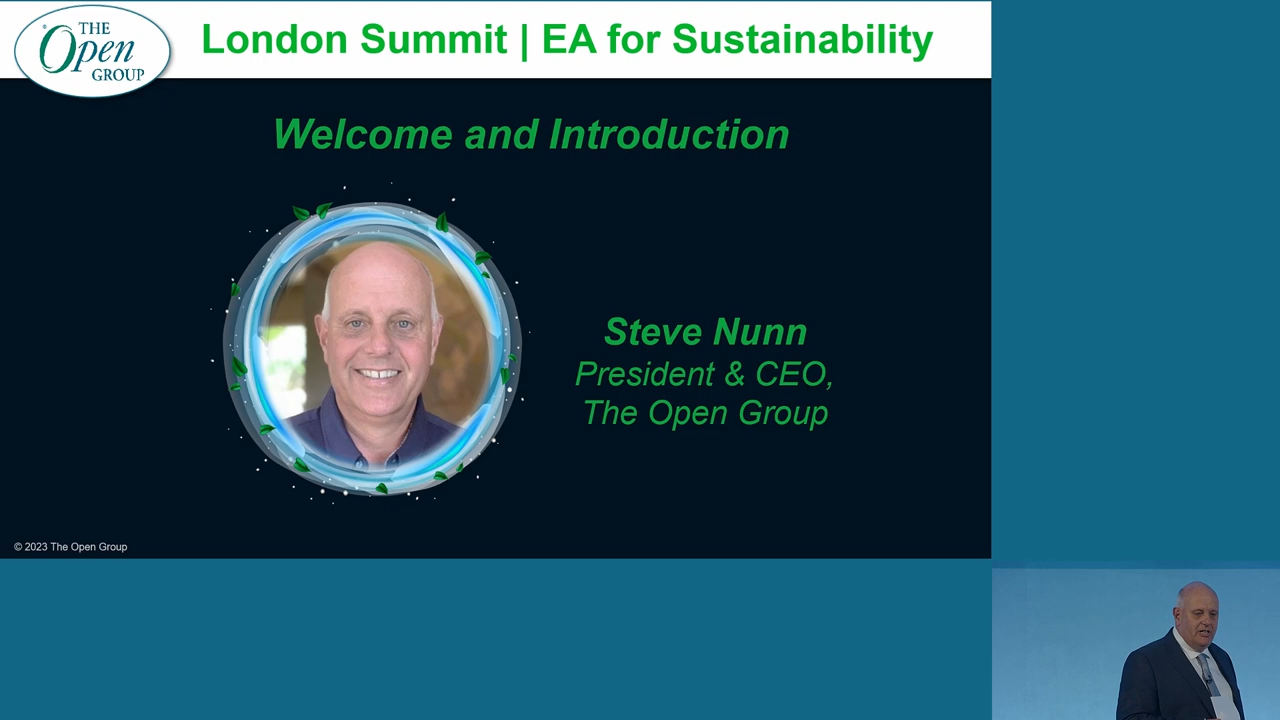 THE
Open
GROUP
London Summit | EA for Sustainability
Welcome and Introduction
Steve Nunn
President & CEO,
The Open Group
© 2023 The Open Group